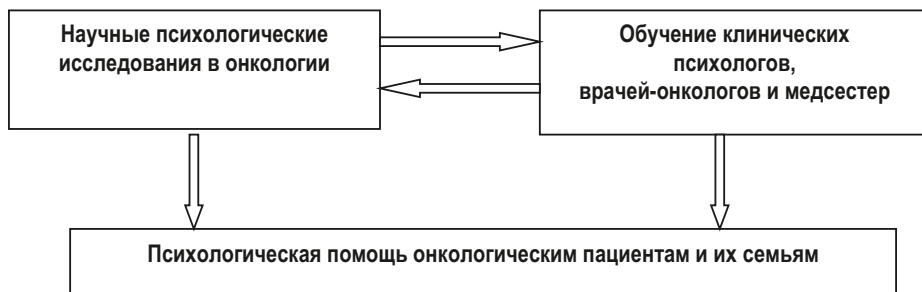 Научные психологические
исследования в онкологии
Обучение клинических
психологов,
врачей-онкологов и медсестер
Психологическая помощь онкологическим пациентам и их семьям